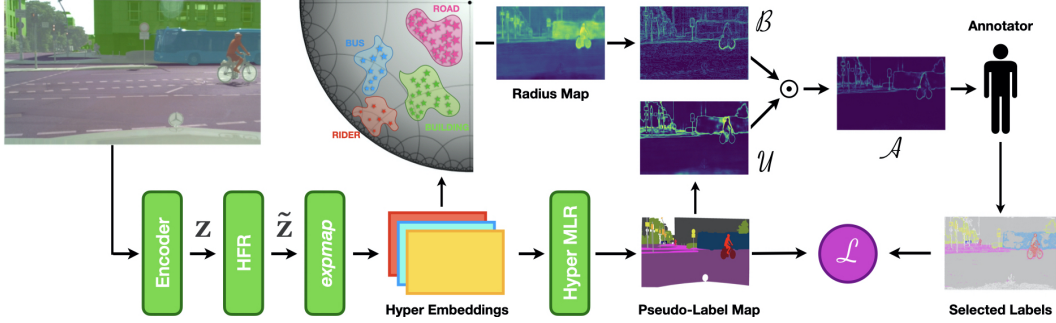 ROAD
BUS
BUILDING
RIDER
Radius Map
ℬ
𝒰
𝒜
Annotator
Encoder
Z
HFR
Z̃
expmap
Hyper Embeddings
Hyper MLR
Pseudo-Label Map
ℒ
Selected Labels